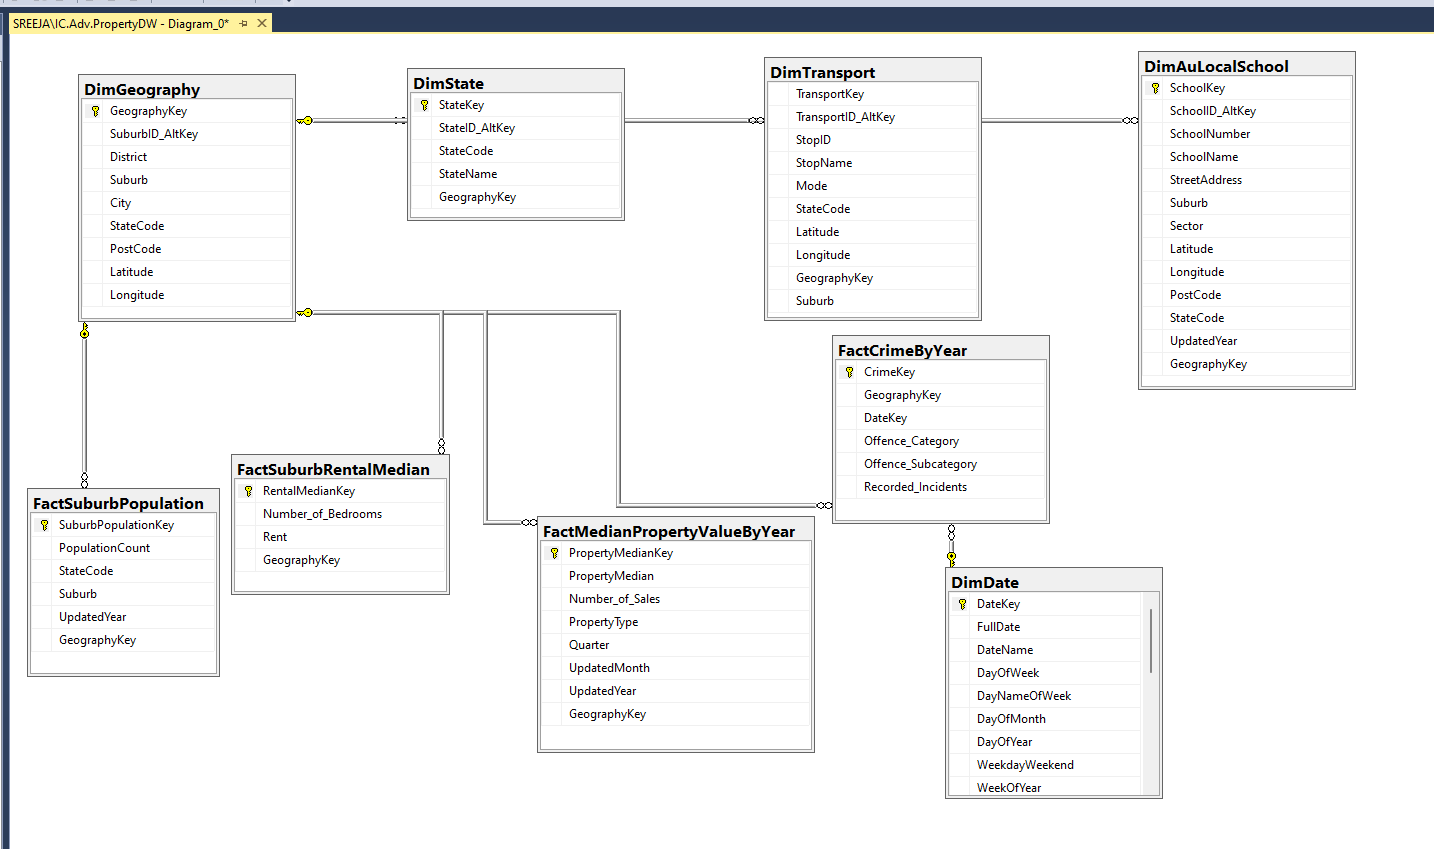 SREEJA\IC.Adv.PropertyDW - Diagram_0*
DimGeography
GeographyKey
SuburbID_AltKey
District
Suburb
City
StateCode
PostCode
Latitude
Longitude
DimState
StateKey
StateID_AltKey
StateCode
StateName
GeographyKey
DimTransport
TransportKey
TransportID_AltKey
StopID
StopName
Mode
StateCode
Latitude
Longitude
GeographyKey
Suburb
DimAuLocalSchool
SchoolKey
SchoolID_AltKey
SchoolNumber
SchoolName
StreetAddress
Suburb
Sector
Latitude
Longitude
PostCode
StateCode
UpdatedYear
GeographyKey
FactSuburbPopulation
SuburbPopulationKey
PopulationCount
StateCode
Suburb
UpdatedYear
GeographyKey
FactSuburbRentalMedian
RentalMedianKey
Number_of_Bedrooms
Rent
GeographyKey
FactMedianPropertyValueByYear
PropertyMedianKey
PropertyMedian
Number_of_Sales
PropertyType
Quarter
UpdatedMonth
UpdatedYear
GeographyKey
FactCrimeByYear
CrimeKey
GeographyKey
DateKey
Offence_Category
Offence_Subcategory
Recorded_Incidents
DimDate
DateKey
FullDate
DateName
DayOfWeek
DayNameOfWeek
DayOfMonth
DayOfYear
WeekdayWeekend
WeekOfYear